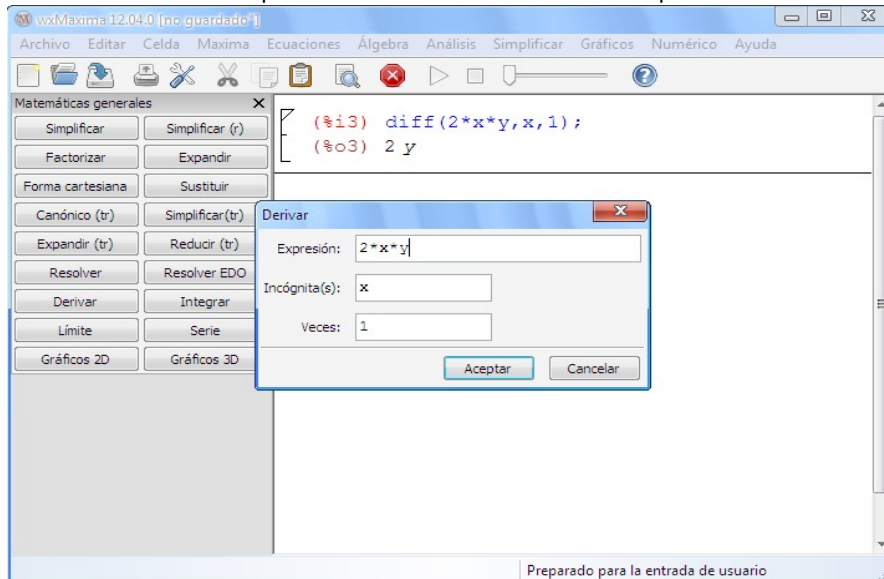 wxMaxima 12.04.0 [no guardado*]
Archivo Editar Celda Maxima Ecuaciones Álgebra Análisis Simplificar Gráficos Numérico Ayuda
Matemáticas generales
Simplificar Simplificar (r)
Factorizar Expandir
Forma cartesiana Sustituir
Canónico (tr) Simplificar(tr)
Expandir (tr) Reducir (tr)
Resolver Resolver EDO
Derivar Integrar
Límite Serie
Gráficos 2D Gráficos 3D
(%i3) diff(2*x*y,x,1);
(%o3) 2 y
Derivar
Expresión: 2*x*y
Incógnita(s): x
Veces: 1
Aceptar Cancelar
Preparado para la entrada de usuario